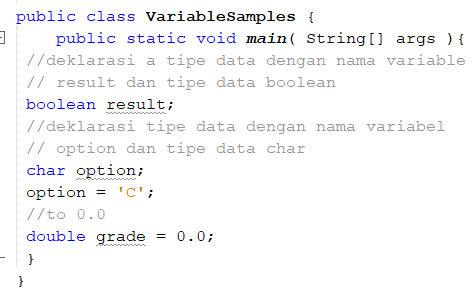 public class VariableSamples {
public static void main( String[] args ){
//deklarasi a tipe data dengan nama variable
// result dan tipe data boolean
boolean result;
//deklarasi tipe data dengan nama variabel
// option dan tipe data char
char option;
option = 'C';
//to 0.0
double grade = 0.0;
}
}